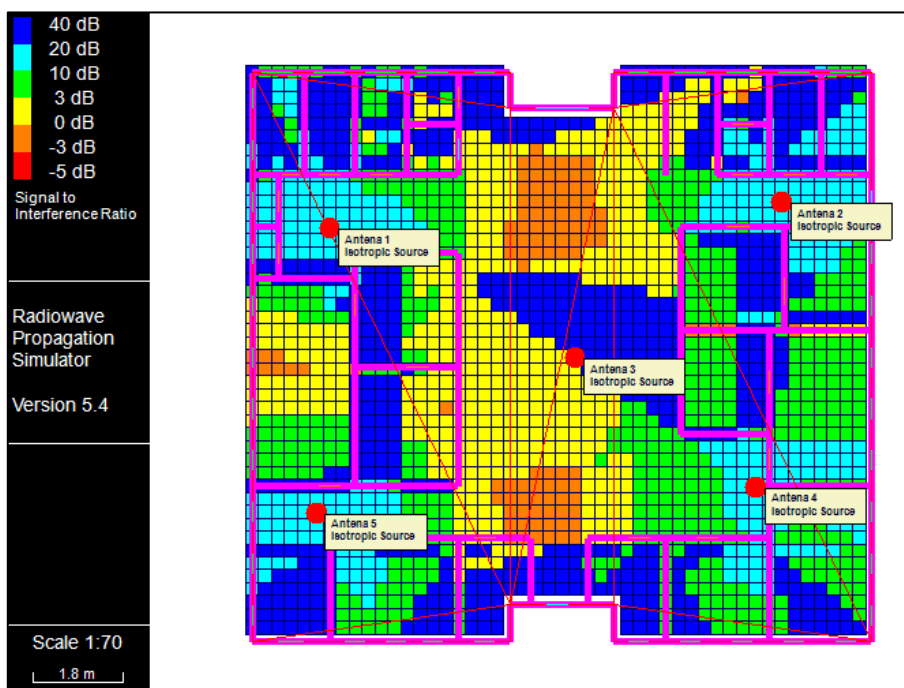 40 dB
20 dB
10 dB
3 dB
0 dB
-3 dB
-5 dB
Signal to
Interference Ratio
Radiowave
Propagation
Simulator
Version 5.4
Scale 1:70
1.8 m
Antena 1
Isotropic Source
Antena 2
Isotropic Source
Antena 3
Isotropic Source
Antena 4
Isotropic Source
Antena 5
Isotropic Source